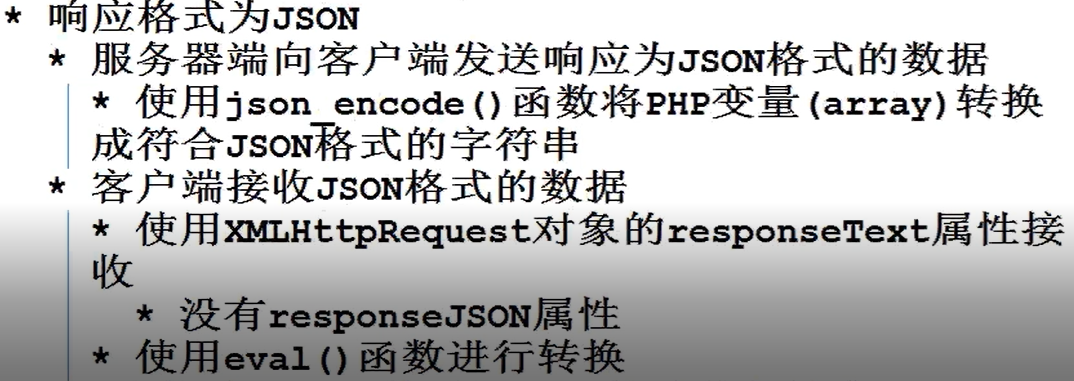 * 响应格式为JSON
* 服务器端向客户端发送响应为JSON格式的数据
* 使用json_encode()函数将PHP变量(array)转换
成符合JSON格式的字符串
* 客户端接收JSON格式的数据
* 使用XMLHttpRequest对象的responseText属性接
收
* 没有responseJSON属性
* 使用eval()函数进行转换